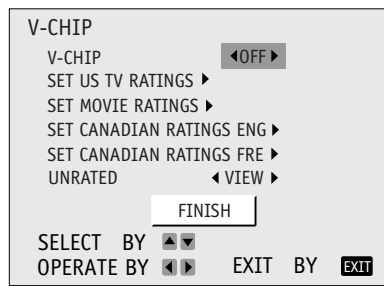 V-CHIP
V-CHIP ◀OFF▶
SET US TV RATINGS ▶
SET MOVIE RATINGS ▶
SET CANADIAN RATINGS ENG ▶
SET CANADIAN RATINGS FRE ▶
UNRATED ◀ VIEW ▶
FINISH
SELECT BY ▲ ▼
OPERATE BY ◀ ▶ EXIT BY EXIT